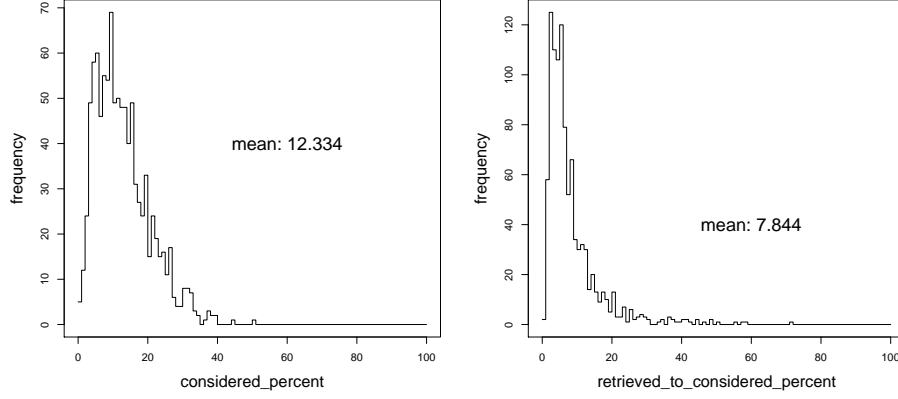 70
60
50
40
30
20
10
0
frequency
mean: 12.334
0 20 40 60 80 100
considered_percent
120
100
80
60
40
20
0
frequency
mean: 7.844
0 20 40 60 80 100
retrieved_to_considered_percent